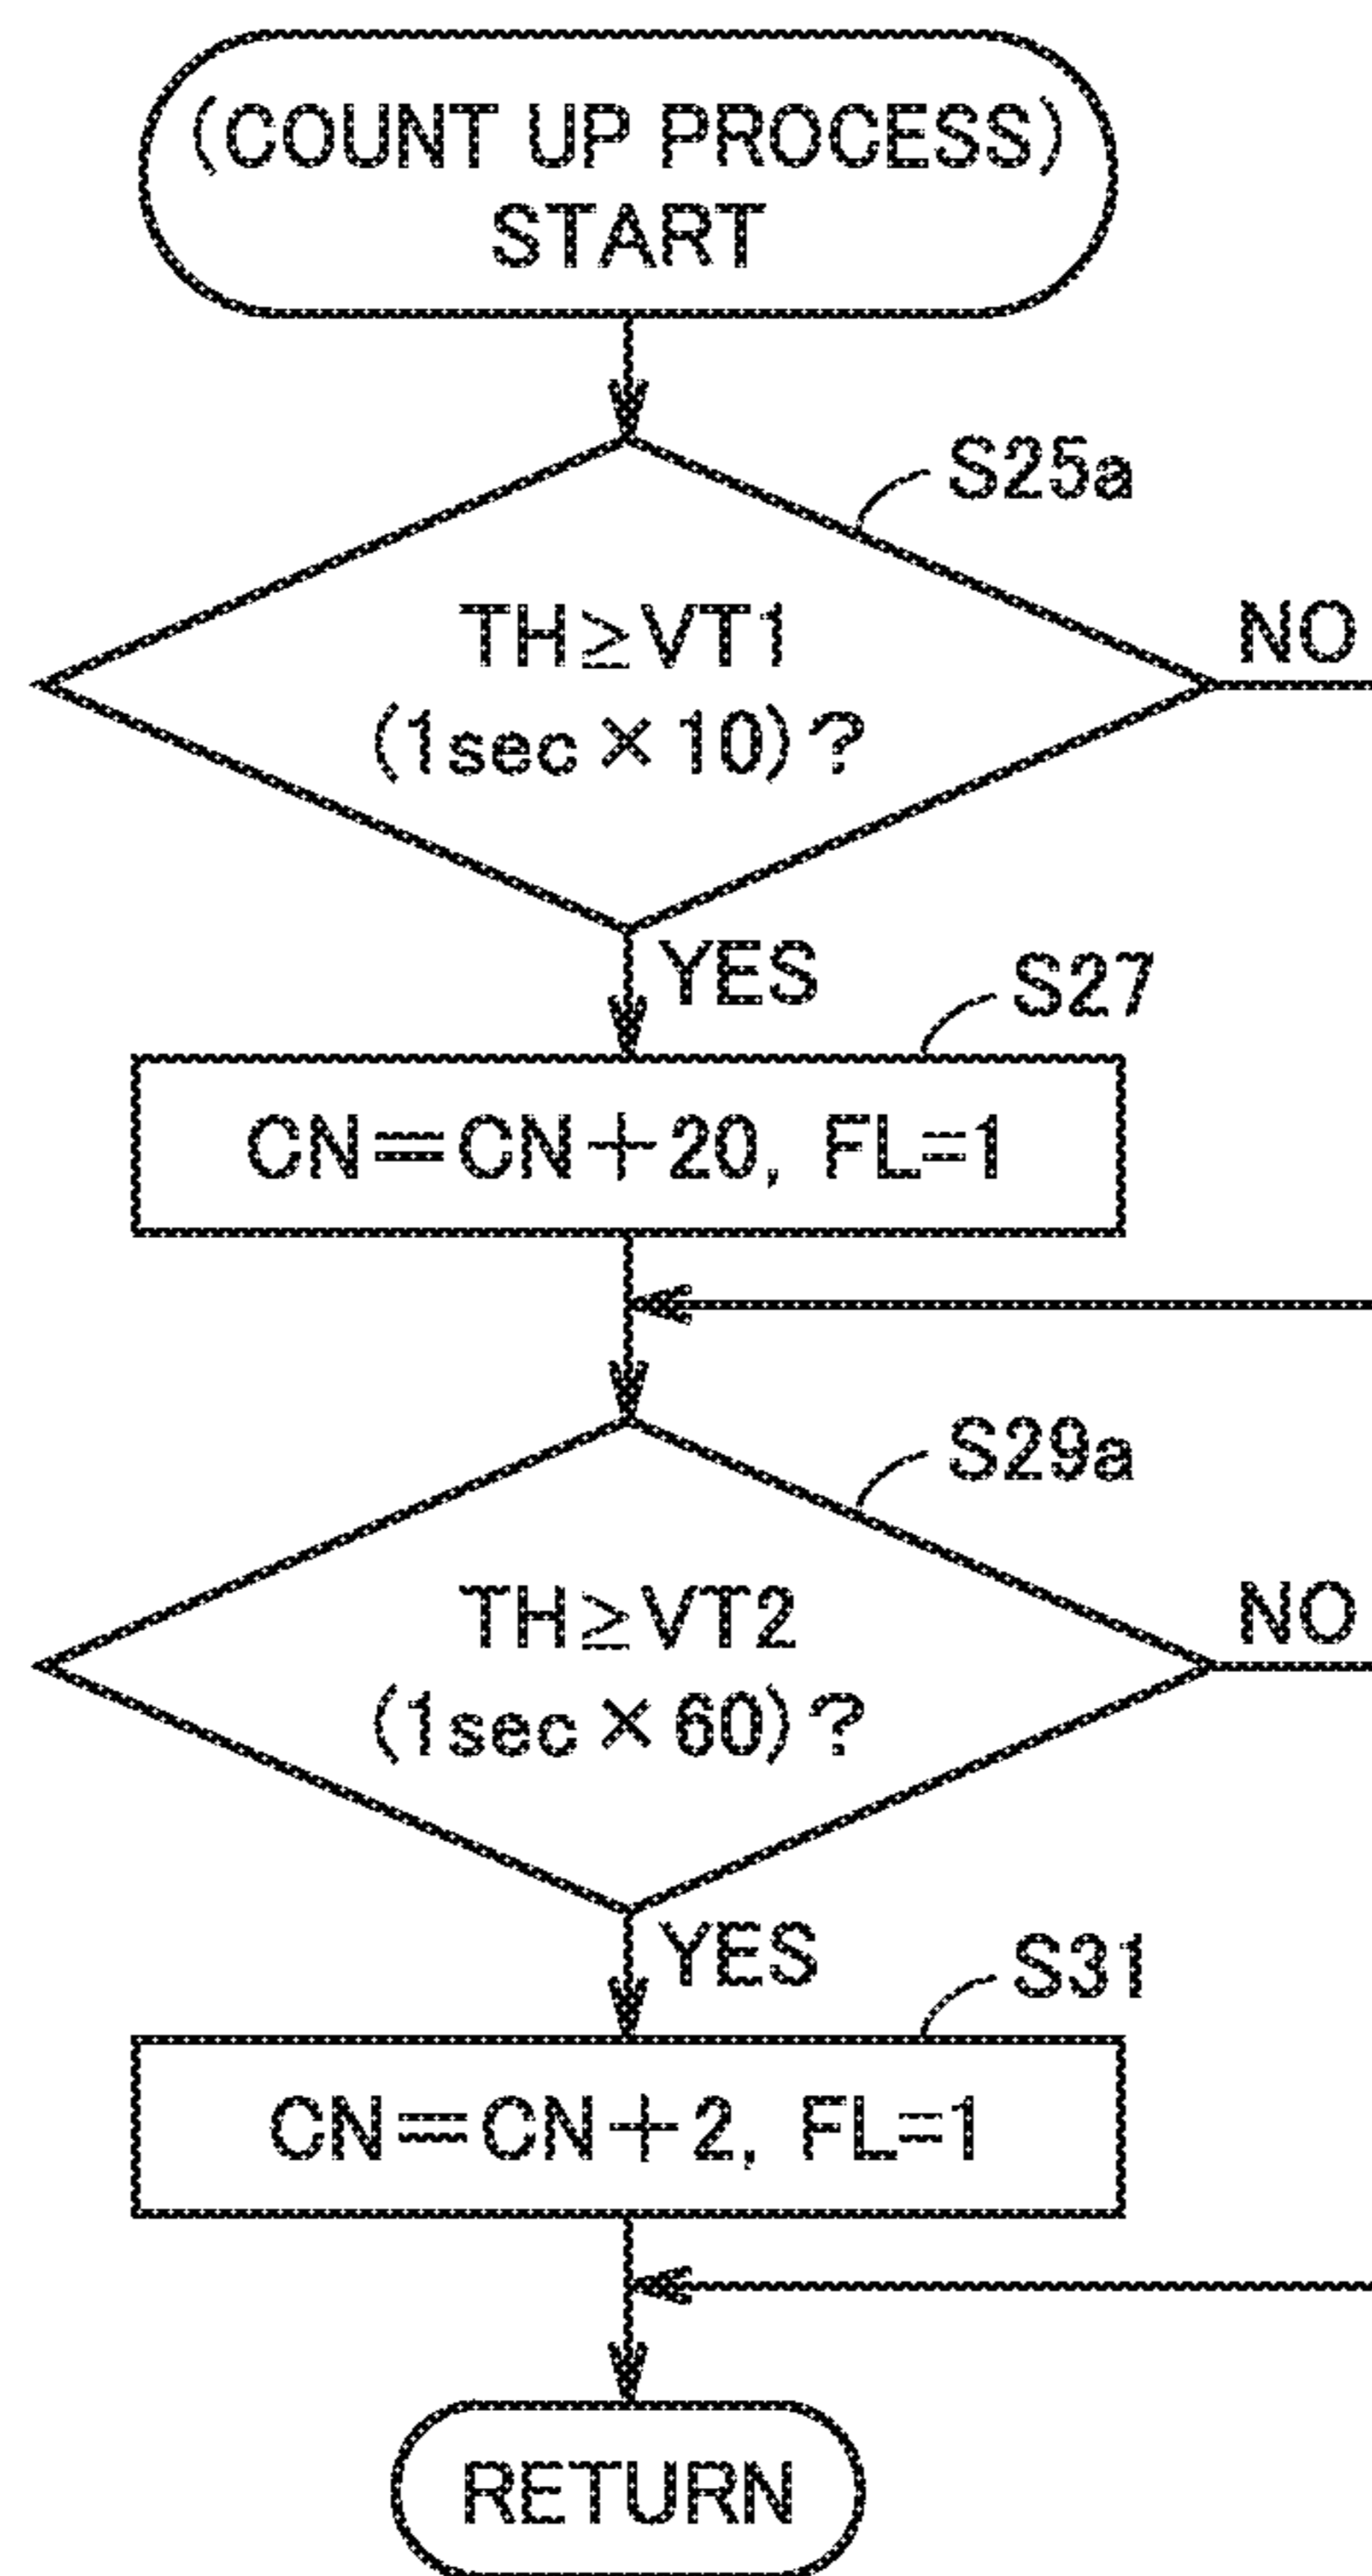 (COUNT UP PROCESS)
START
S25a
TH≧VT1
(1sec×10)?
NO
YES
S27
CN=CN+20, FL=1
S29a
TH≧VT2
(1sec×60)?
NO
YES
S31
CN=CN+2, FL=1
RETURN